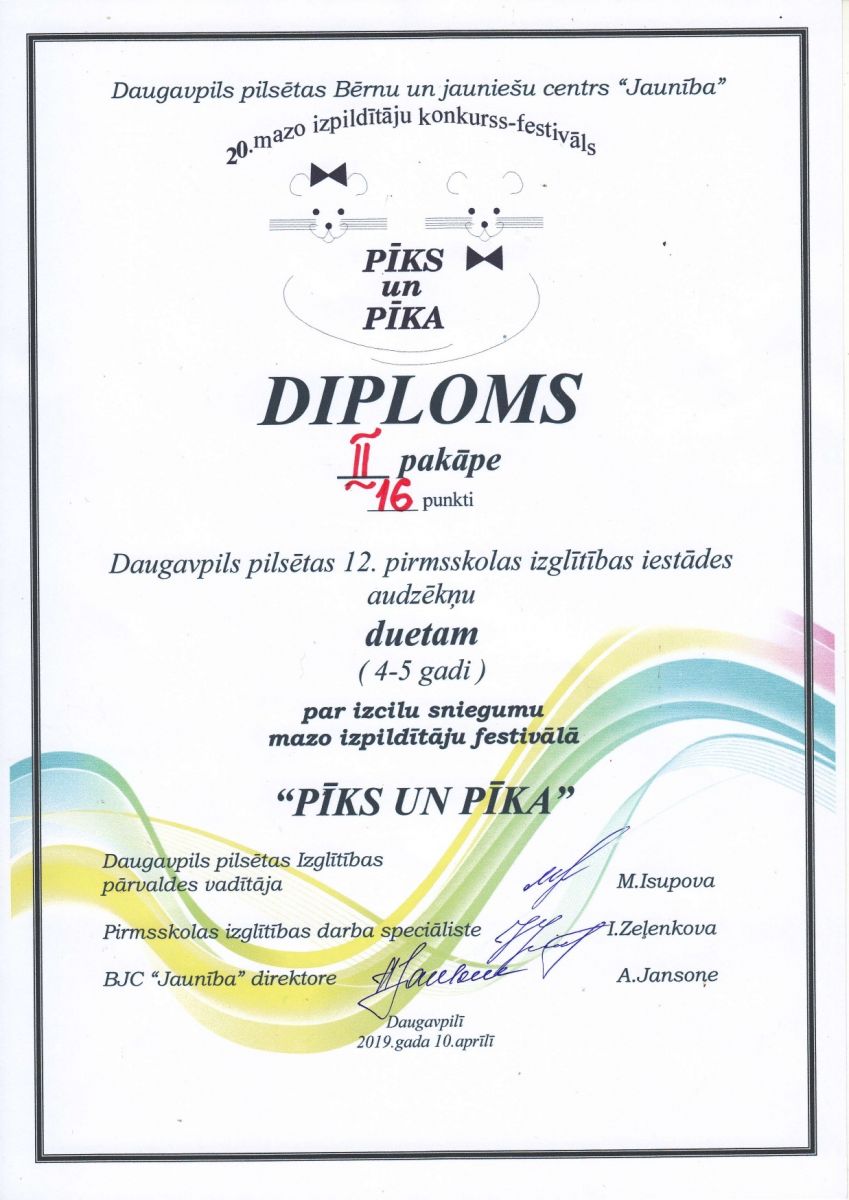 Daugavpils pilsētas Bērnu un jauniešu centrs “Jaunība”
20.mazo izpildītāju konkurss-festivāls
PĪKS
un
PĪKA
DIPLOMS
II pakāpe
16 punkti
Daugavpils pilsētas 12. pirmsskolas izglītības iestādes
audzēkņu
duetam
( 4-5 gadi )
par izcilu sniegumu
mazo izpildītāju festivālā
“PĪKS UN PĪKA”
Daugavpils pilsētas Izglītības
pārvaldes vadītāja M.Isupova
Pirmsskolas izglītības darba speciāliste I.Zeļenkova
BJC “Jaunība” direktore A.Jansone
Daugavpilī
2019.gada 10.aprīlī